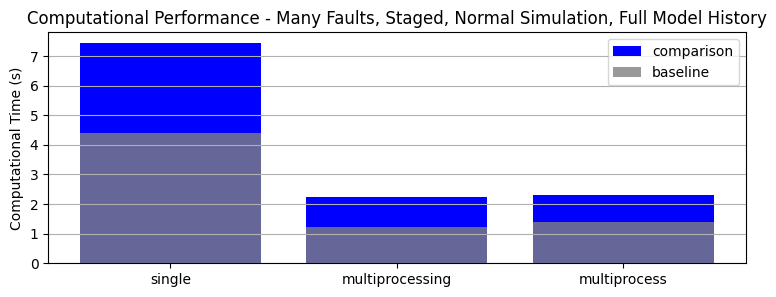 Computational Performance - Many Faults, Staged, Normal Simulation, Full Model History
comparison
baseline
Computational Time (s)
7
6
5
4
3
2
1
0
single
multiprocessing
multiprocess